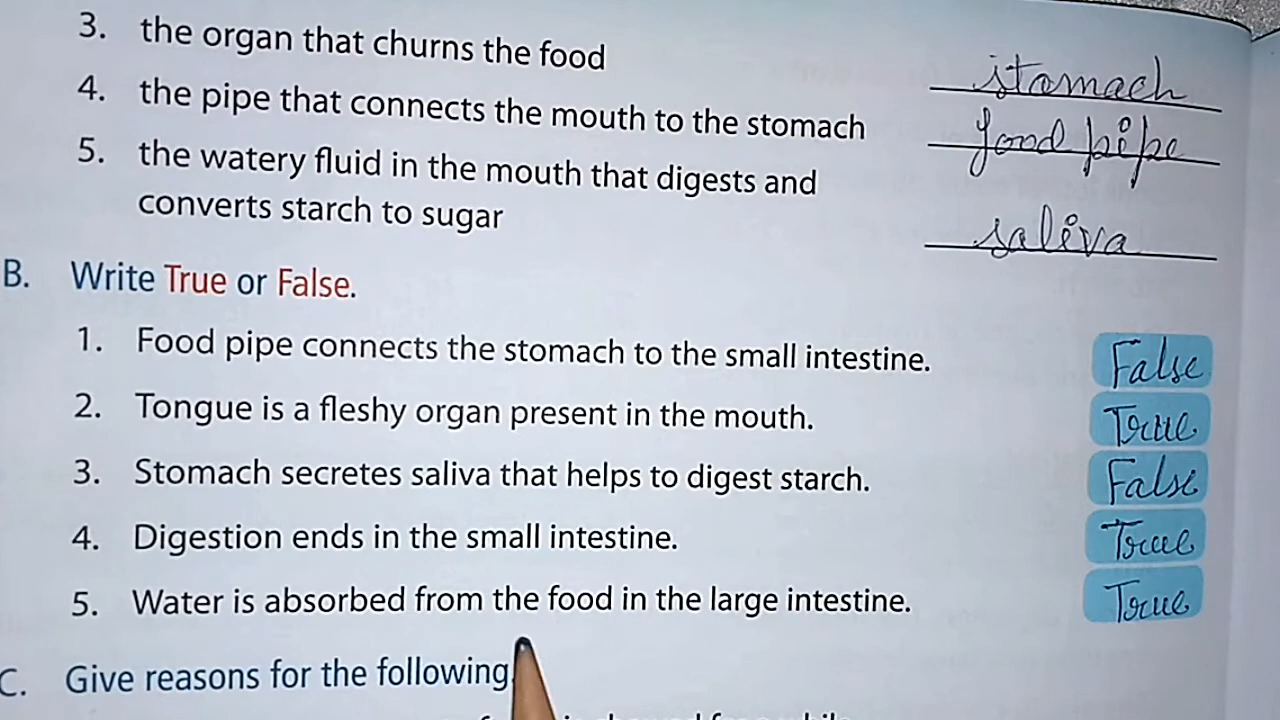 3. the organ that churns the food stomach
4. the pipe that connects the mouth to the stomach food pipe
5. the watery fluid in the mouth that digests and
converts starch to sugar saliva
B. Write True or False.
1. Food pipe connects the stomach to the small intestine. False
2. Tongue is a fleshy organ present in the mouth. True
3. Stomach secretes saliva that helps to digest starch. False
4. Digestion ends in the small intestine. True
5. Water is absorbed from the food in the large intestine. True
C. Give reasons for the following